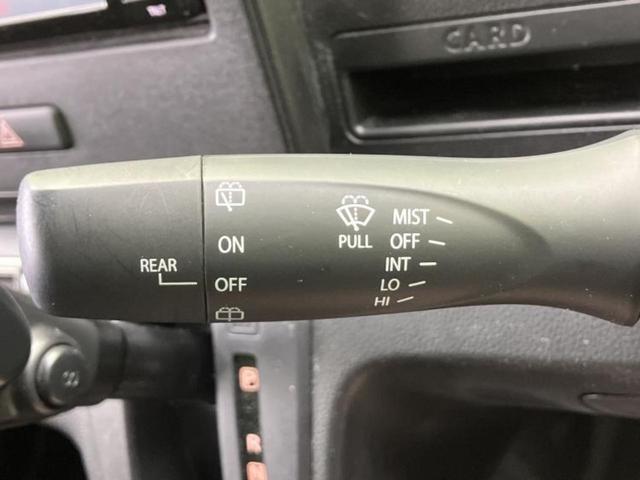 CARD
MIST
ON
PULL
OFF
REAR
INT
OFF
LO
HI
P
R